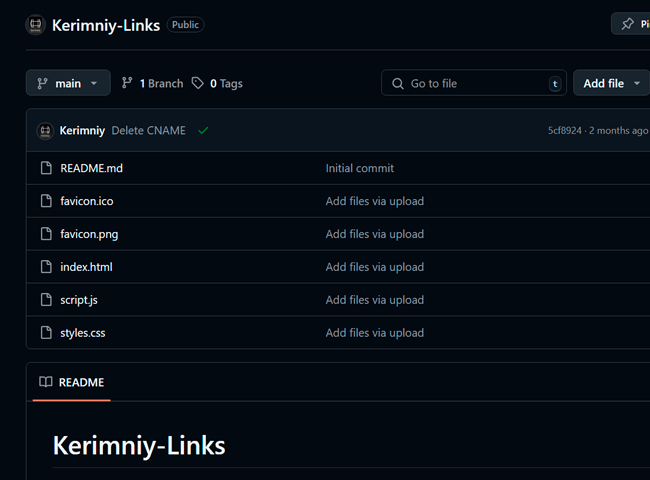 Kerimniy-Links Public
main 1 Branch 0 Tags Go to file t Add file
Kerimniy Delete CNAME 5cf8924 · 2 months ago
README.md Initial commit
favicon.ico Add files via upload
favicon.png Add files via upload
index.html Add files via upload
script.js Add files via upload
styles.css Add files via upload
README
Kerimniy-Links